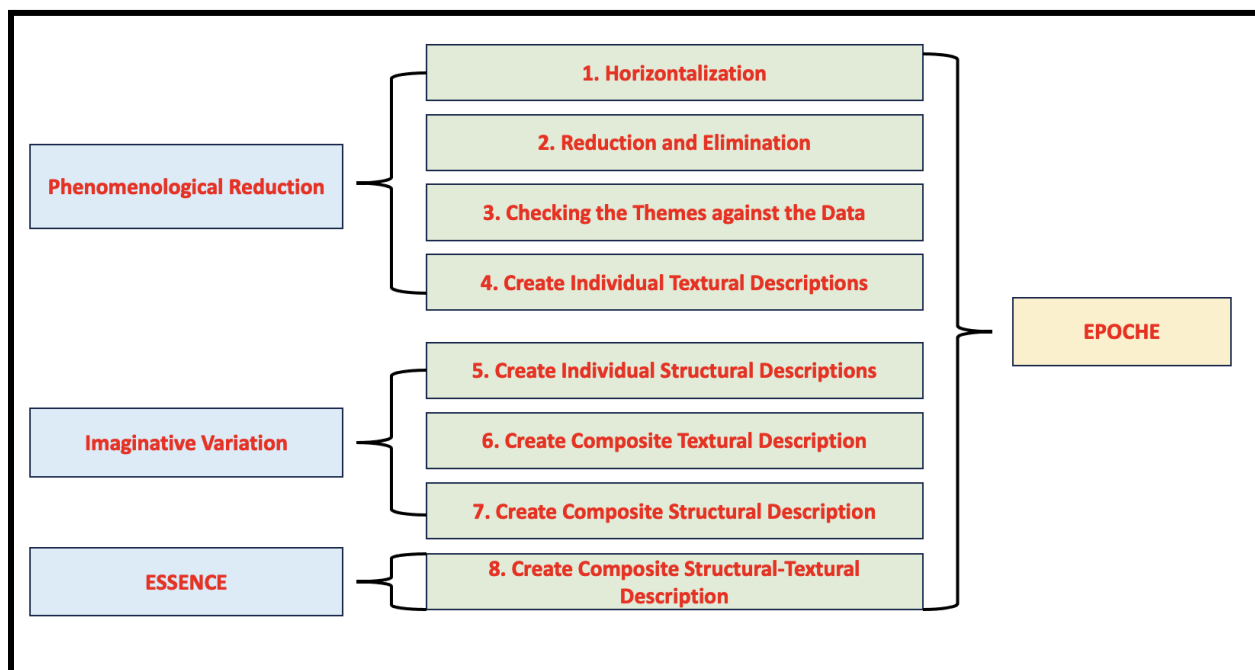 Phenomenological Reduction
1. Horizontalization
2. Reduction and Elimination
3. Checking the Themes against the Data
4. Create Individual Textural Descriptions
Imaginative Variation
5. Create Individual Structural Descriptions
6. Create Composite Textural Description
7. Create Composite Structural Description
ESSENCE
8. Create Composite Structural-Textural
Description
EPOCHE